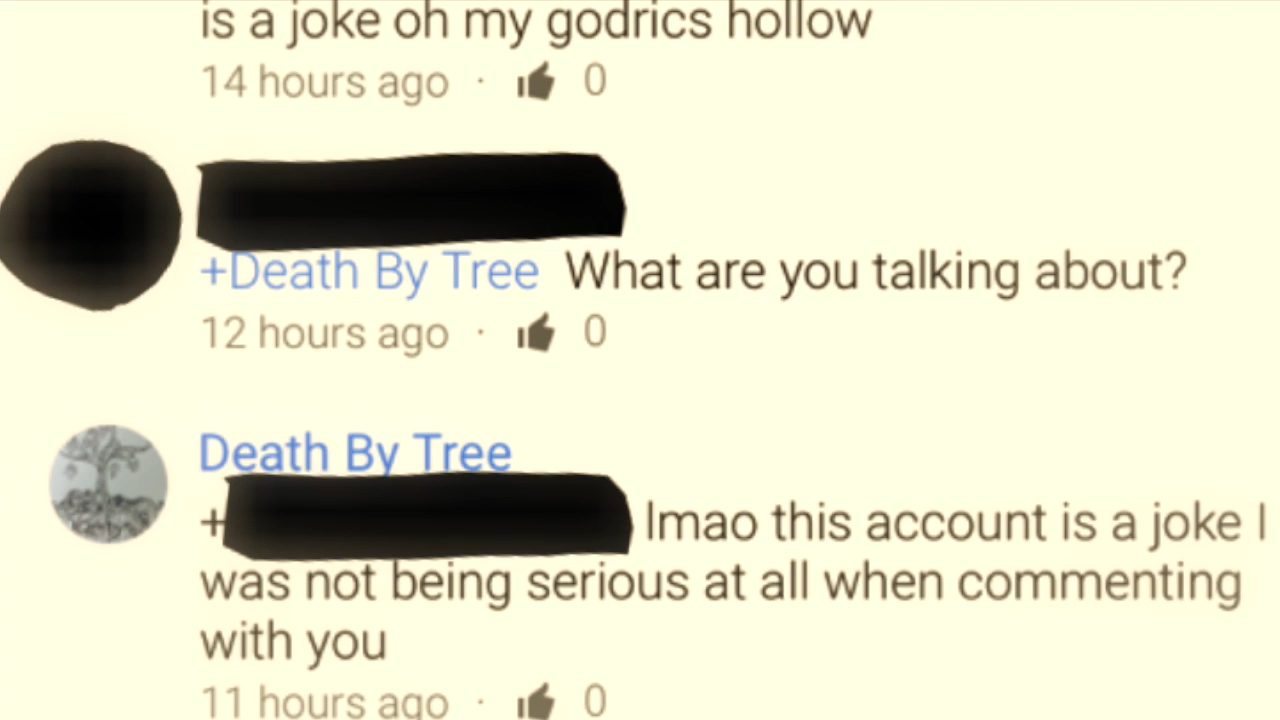 is a joke oh my godrics hollow
14 hours ago · 0
+Death By Tree What are you talking about?
12 hours ago · 0
Death By Tree
+ lmao this account is a joke I
was not being serious at all when commenting
with you
11 hours ago · 0